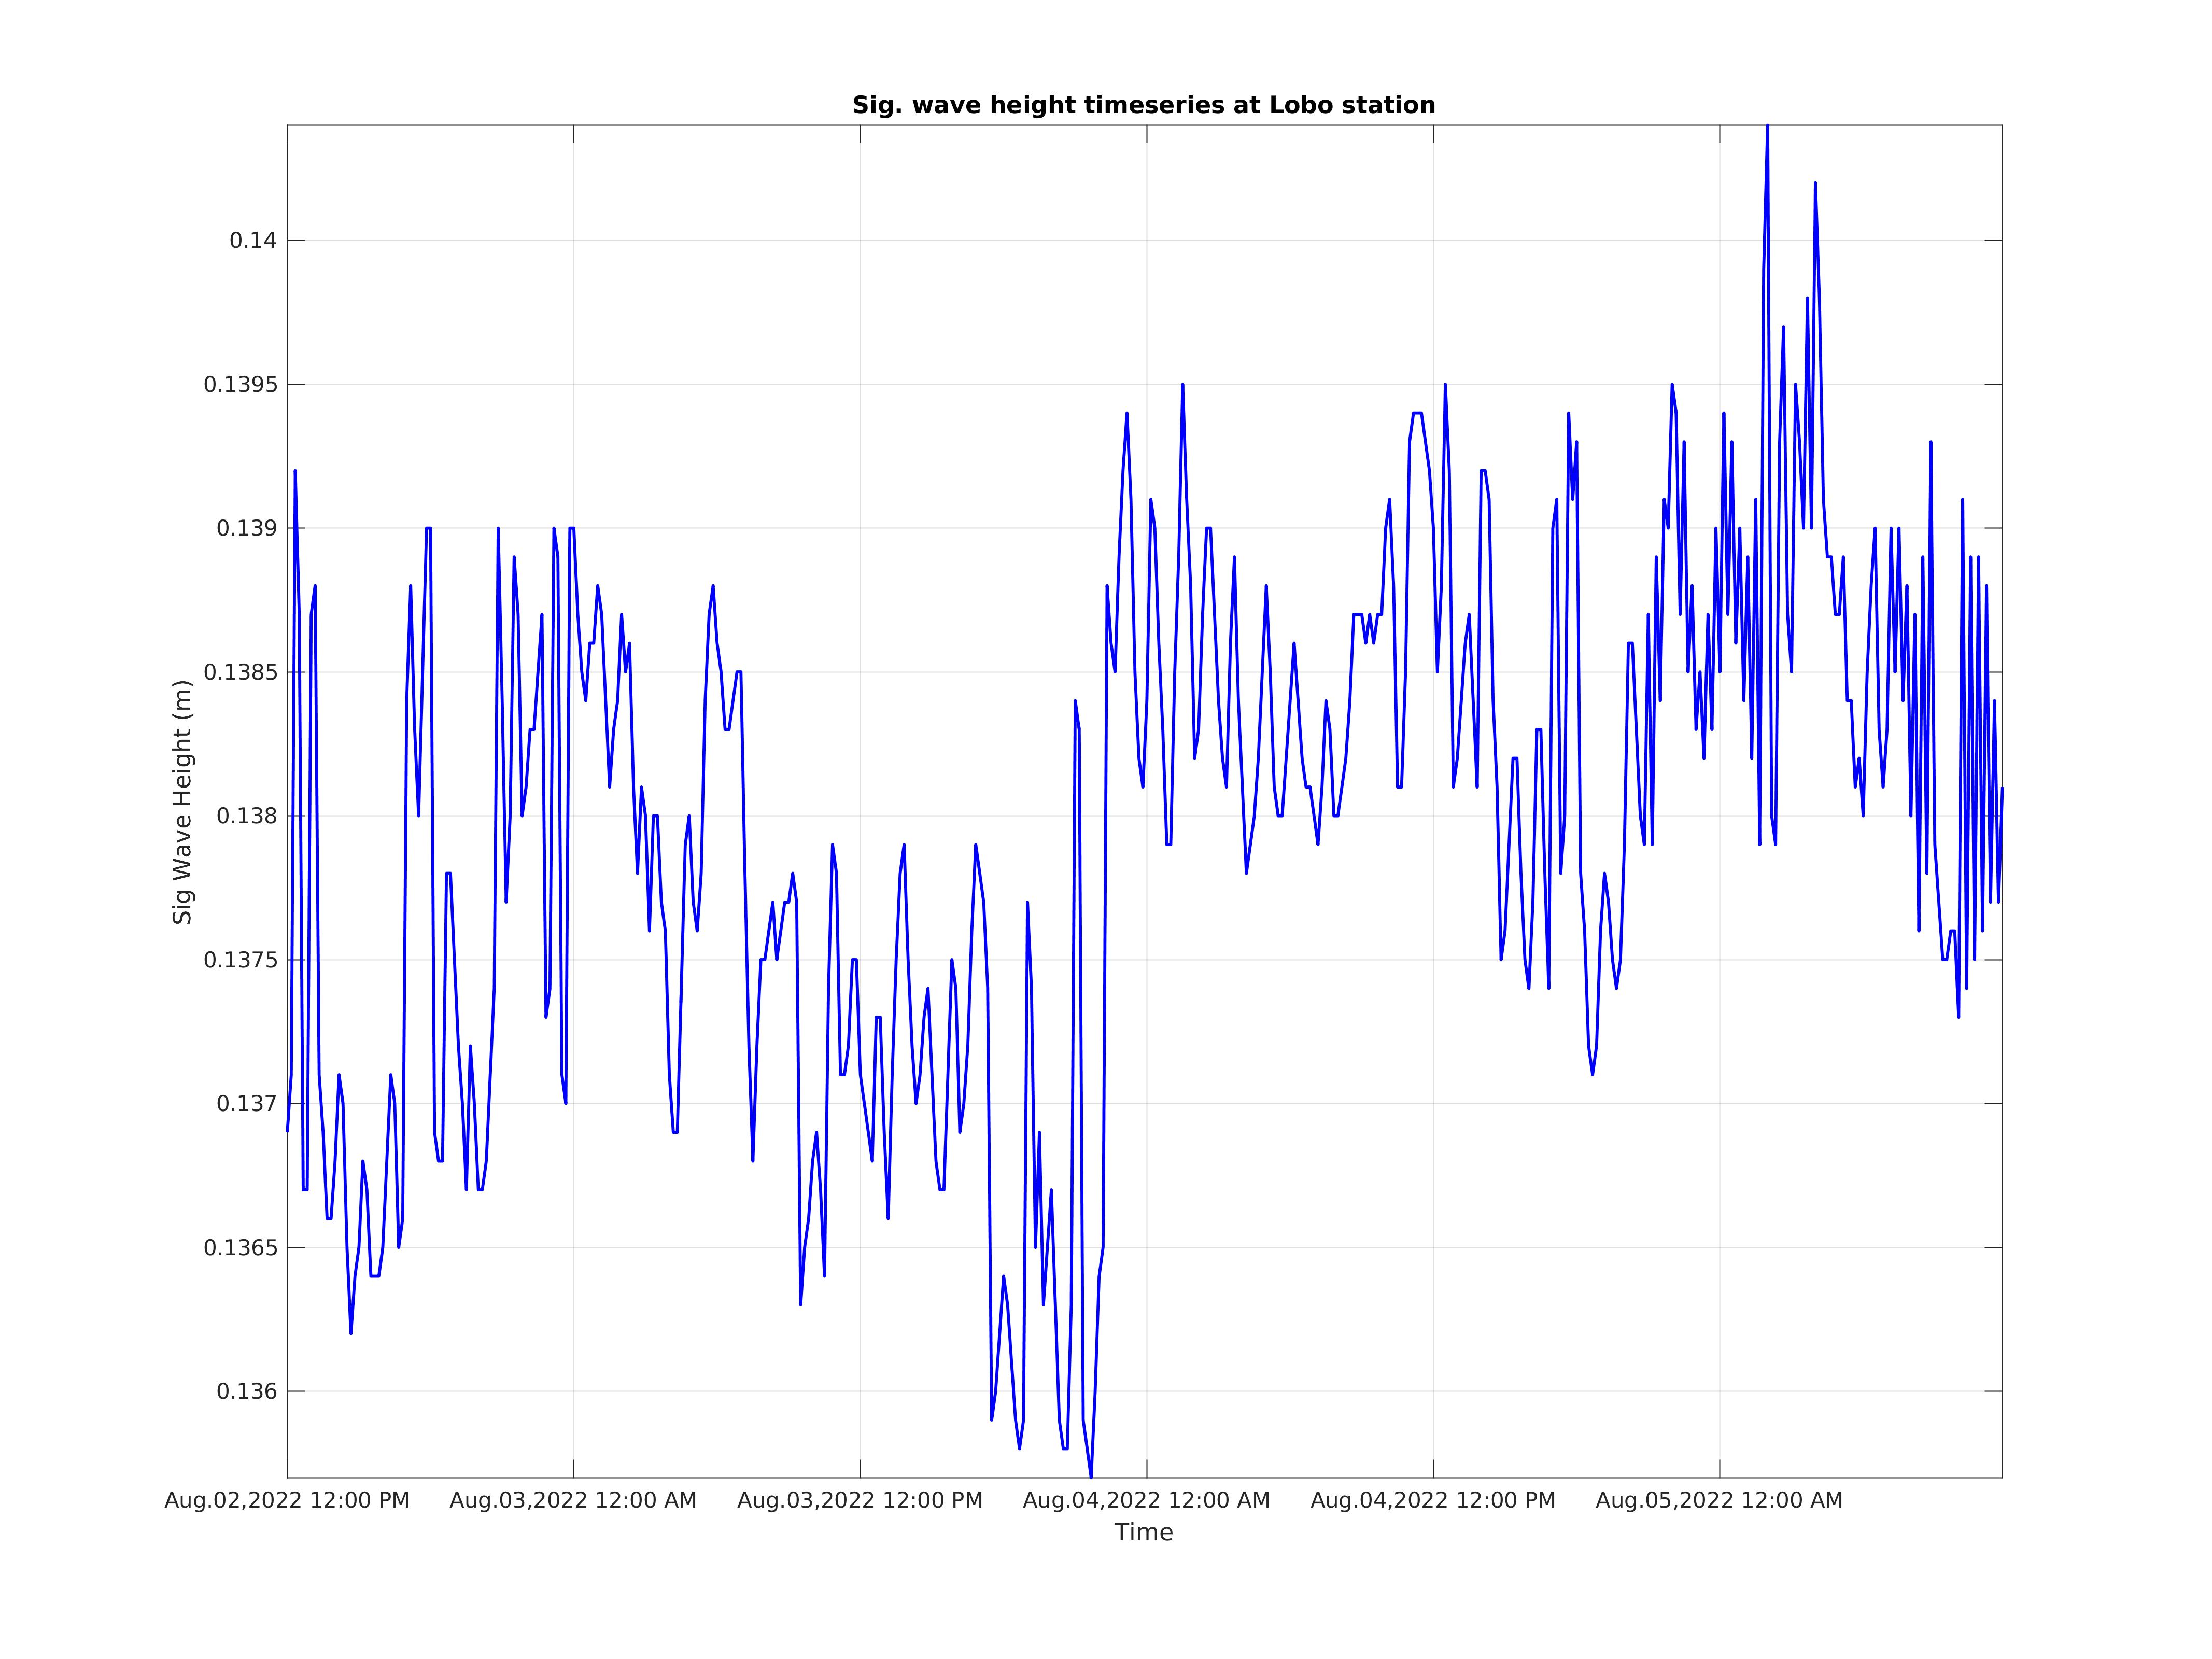 Sig. wave height timeseries at Lobo station
0.14
0.1395
0.139
0.1385
0.138
0.1375
0.137
0.1365
0.136
Sig Wave Height (m)
Aug.02,2022 12:00 PM Aug.03,2022 12:00 AM Aug.03,2022 12:00 PM Aug.04,2022 12:00 AM Aug.04,2022 12:00 PM Aug.05,2022 12:00 AM
Time